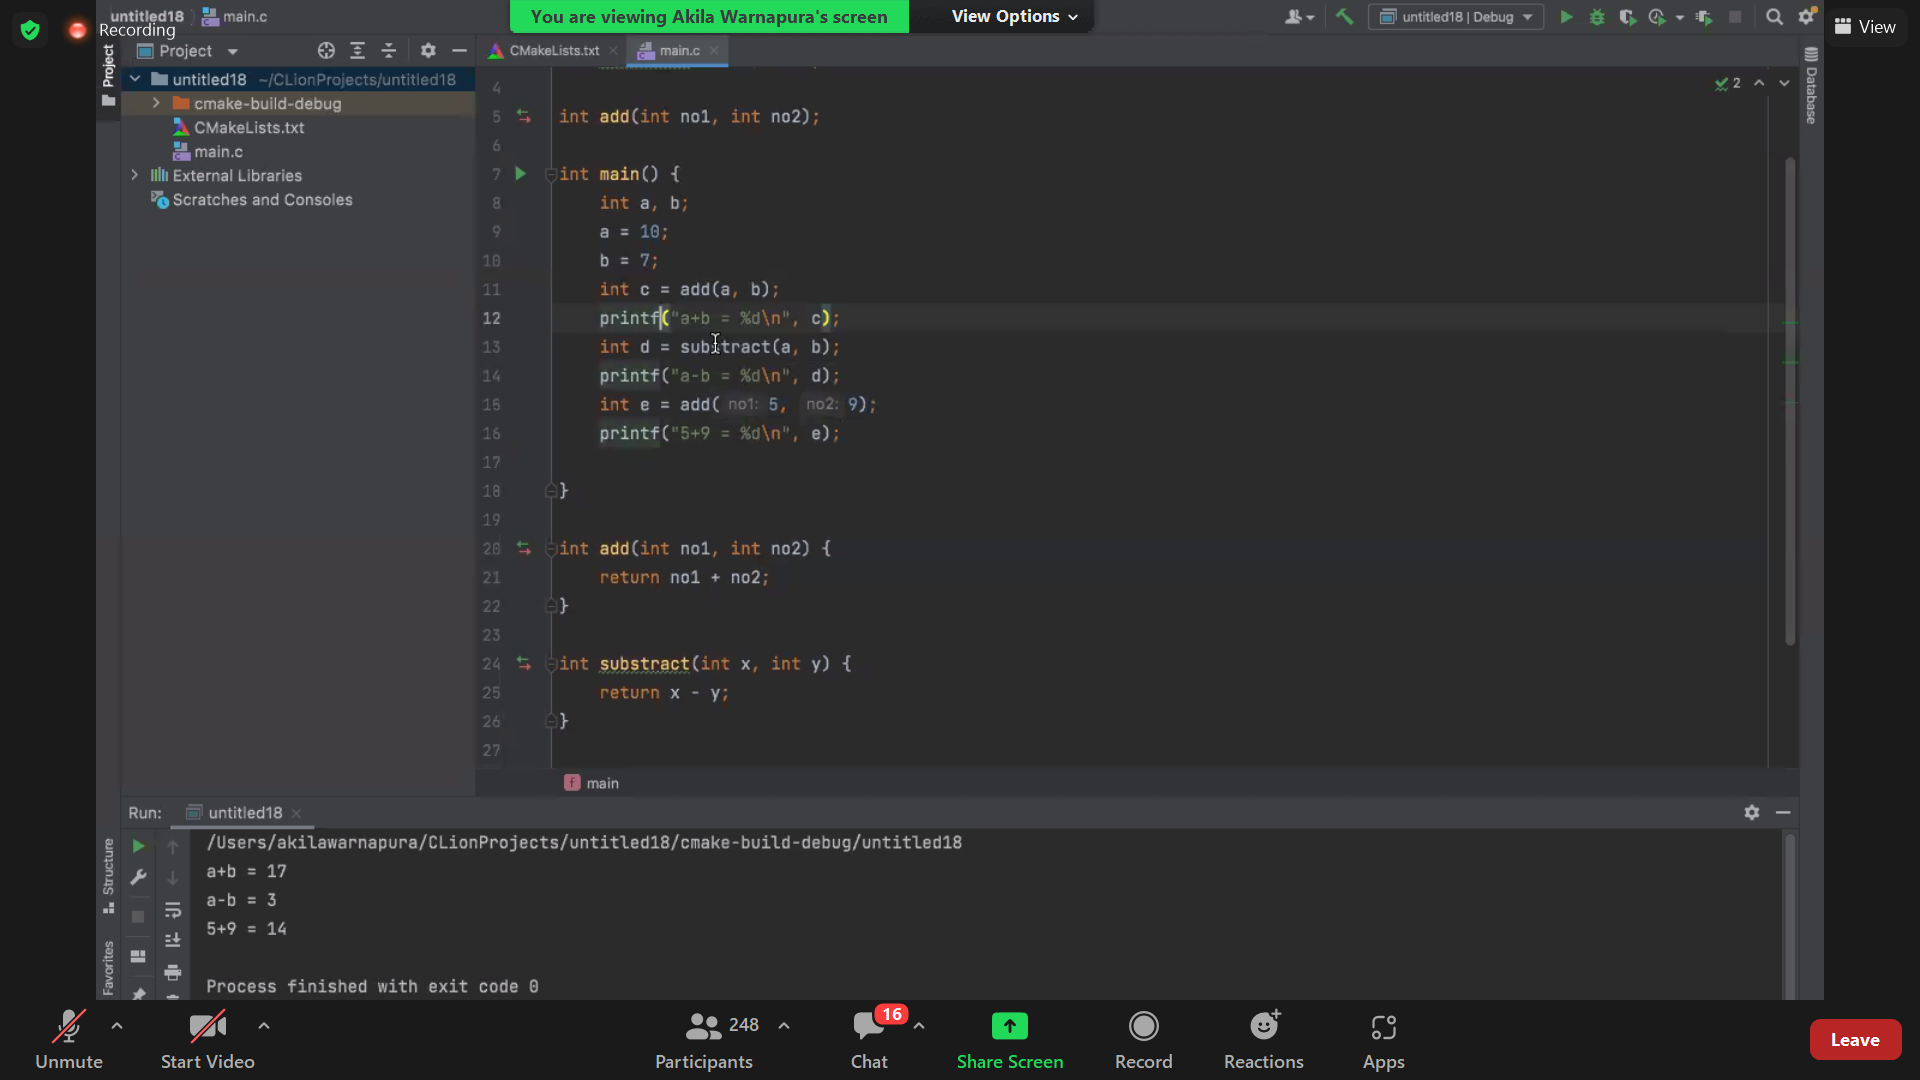 untitled18 main.c
Recording
You are viewing Akila Warnapura's screen
View Options
untitled18 | Debug
View
Project
Project
CMakeLists.txt
main.c
untitled18 ~/CLionProjects/untitled18
cmake-build-debug
CMakeLists.txt
main.c
External Libraries
Scratches and Consoles
2
Database
4
5 int add(int no1, int no2);
6
7 int main() {
8 int a, b;
9 a = 10;
10 b = 7;
11 int c = add(a, b);
12 printf("a+b = %d\n", c);
13 int d = substract(a, b);
14 printf("a-b = %d\n", d);
15 int e = add( no1: 5, no2: 9);
16 printf("5+9 = %d\n", e);
17
18 }
19
20 int add(int no1, int no2) {
21 return no1 + no2;
22 }
23
24 int substract(int x, int y) {
25 return x - y;
26 }
27
f main
Run: untitled18
/Users/akilawarnapura/CLionProjects/untitled18/cmake-build-debug/untitled18
a+b = 17
a-b = 3
5+9 = 14
Process finished with exit code 0
Structure
Favorites
Unmute
Start Video
248
Participants
16
Chat
Share Screen
Record
Reactions
Apps
Leave